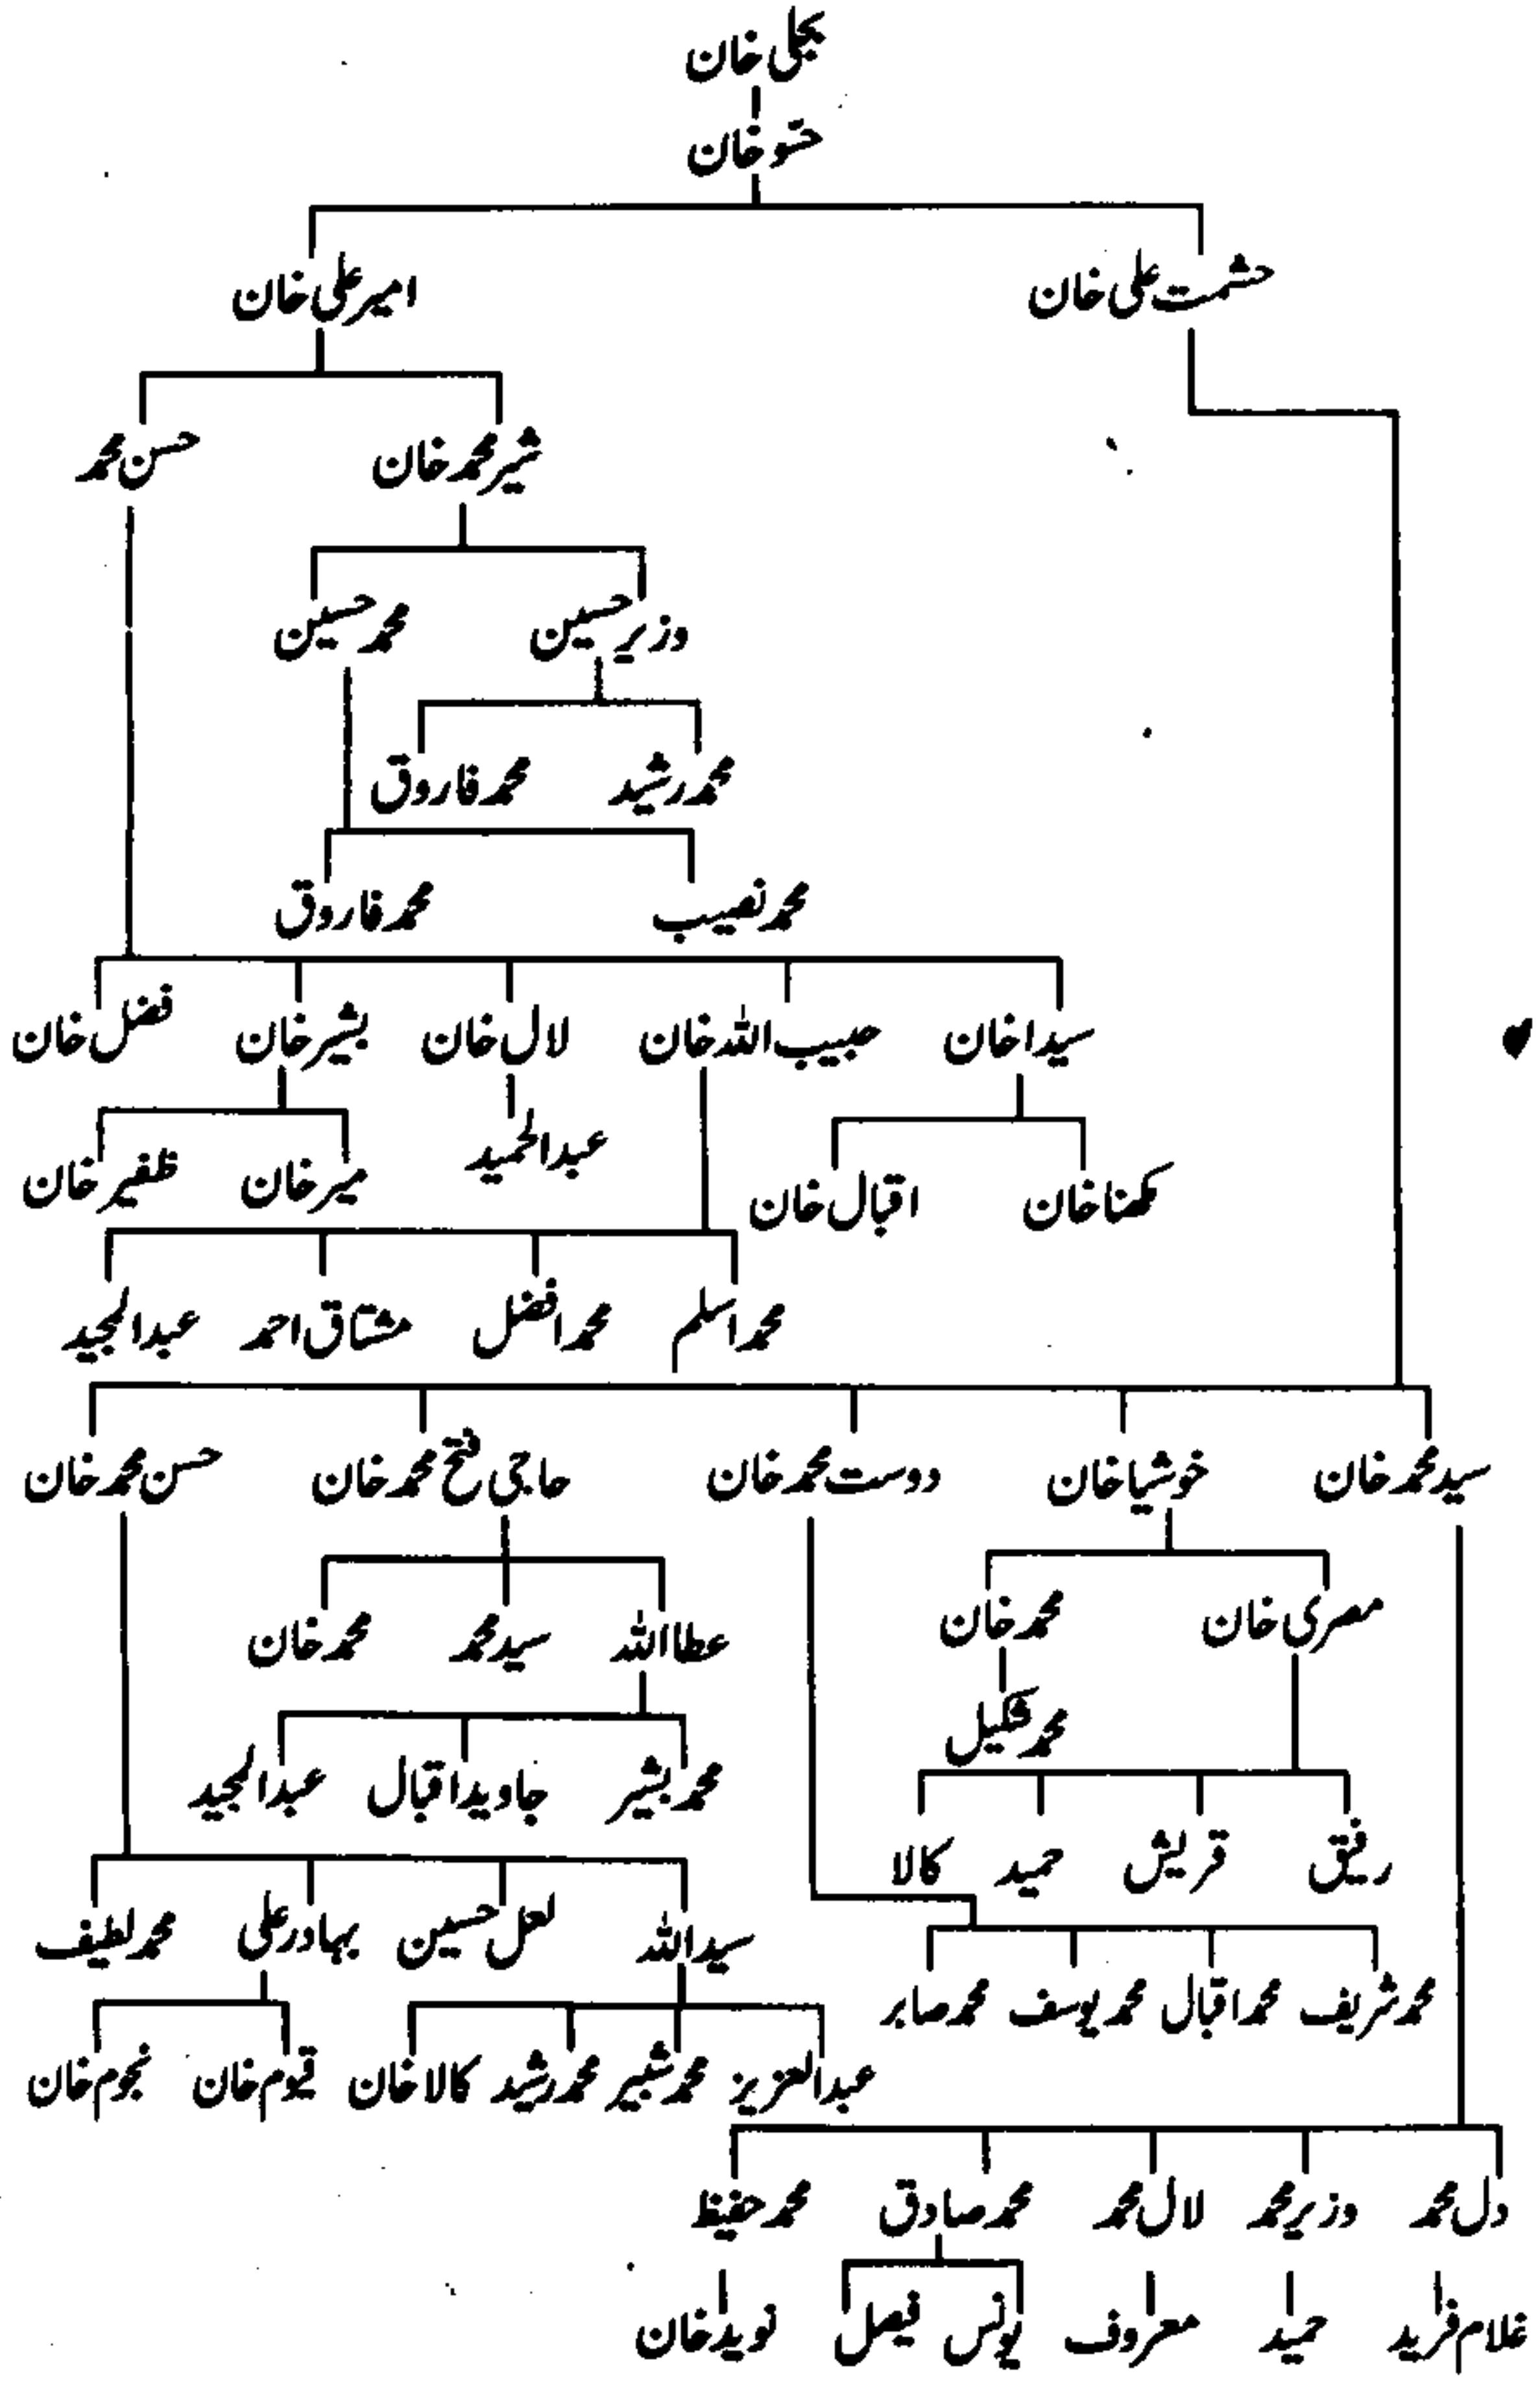 یحییٰ خان
حشو خان
حشمت علی خان امیر علی خان
شیر محمد خان حسن محمد
وزیر حسین محمد حسین
محمد رشید محمد فاروق
محمد نصیب محمد فاروق
سیدا خان حبیب اللہ خان لال خان بشیر خان فضل خان
عبدالحمید
مکھنا خان اقبال خان میر خان ظفیر خان
محمد اسلم محمد افضل مشتاق احمد عبدالمجید
سید محمد خان خوشیا خان دوست محمد خان حاجی فتح محمد خان حسن محمد خان
مصری خان محمد خان عطا اللہ سید محمد محمد خان
محمد شکیل
محمد بشیر جاوید اقبال عبدالمجید
رفیق قریش حمید کالا
سید اللہ لعل حسین بہادر علی محمد لطیف
محمد شریف محمد اقبال محمد یوسف محمد صابر
عبدالعزیز محمد شبیر محمد رشید کالا خان قیوم خان نجوم خان
دل محمد وزیر محمد لال محمد محمد صادق محمد حفیظ
غلام فرید حمید معروف یونس فیصل نوید خان